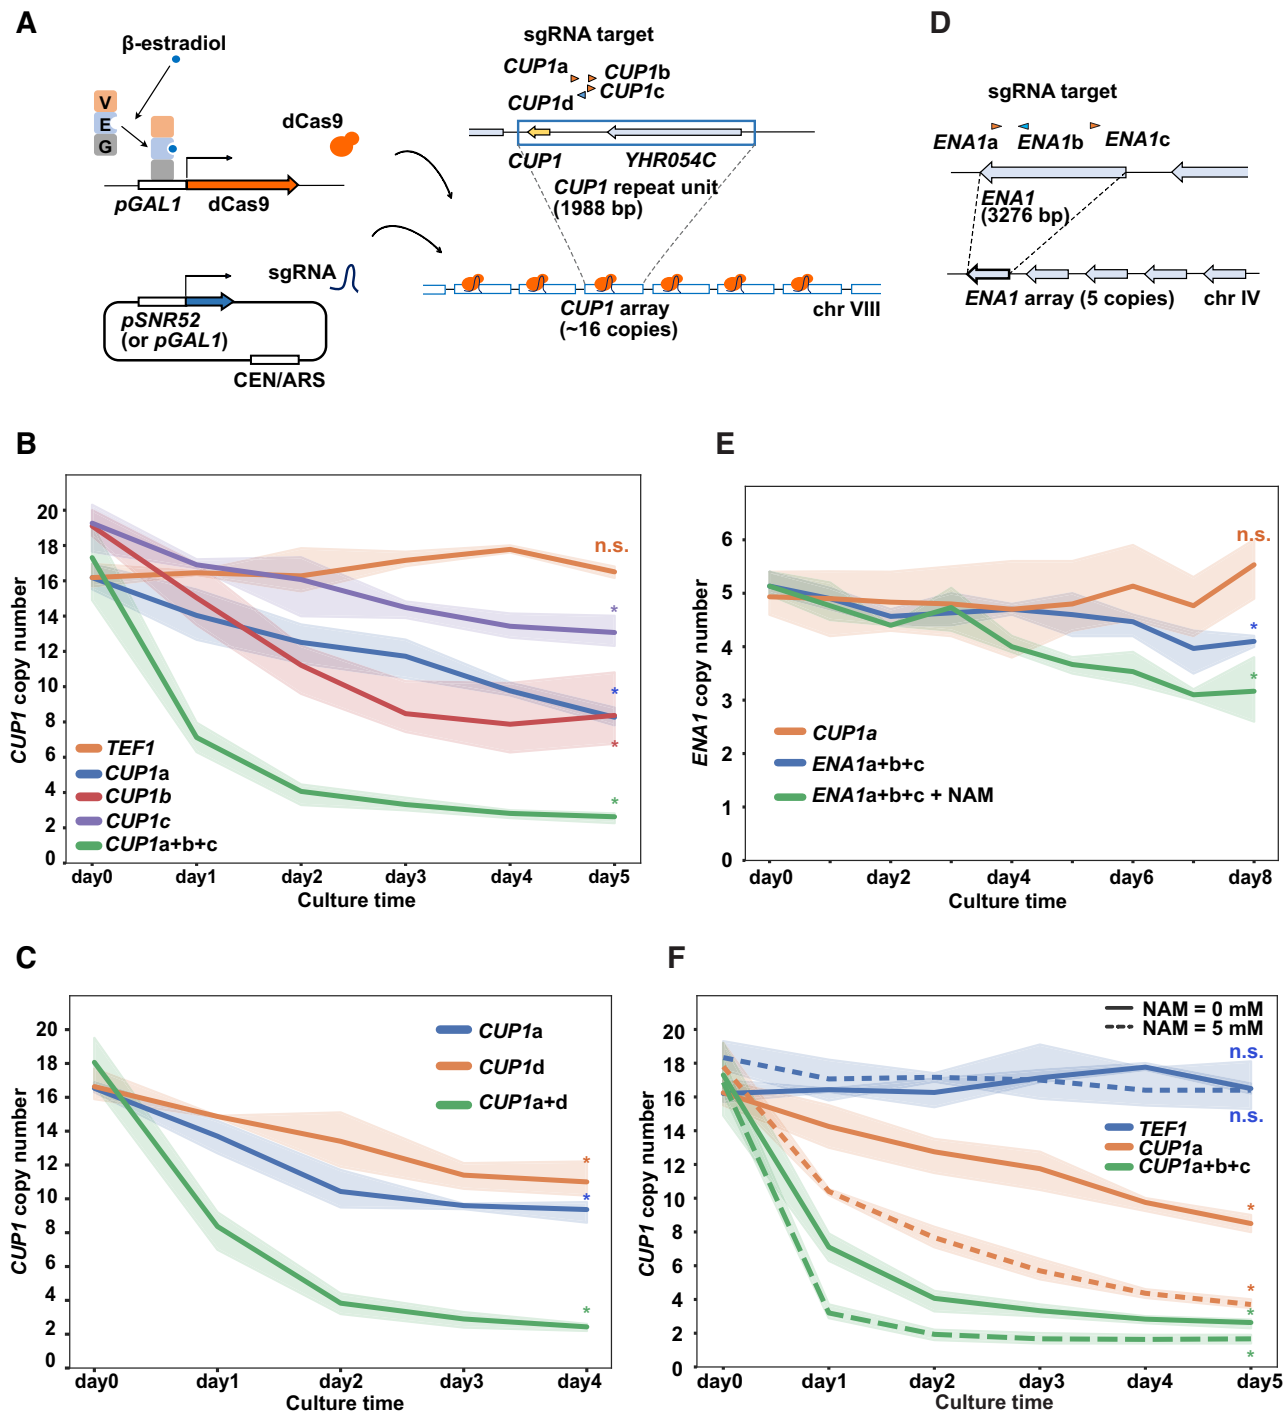 A
β-estradiol
V
E
G
dCas9
pGAL1
dCas9
sgRNA
pSNR52
(or pGAL1)
CEN/ARS
sgRNA target
CUP1a
CUP1b
CUP1c
CUP1d
CUP1
YHR054C
CUP1 repeat unit
(1988 bp)
CUP1 array
(~16 copies)
chr VIII
D
sgRNA target
ENA1a
ENA1b
ENA1c
ENA1
(3276 bp)
ENA1 array (5 copies)
chr IV
B
CUP1 copy number
20
18
16
14
12
10
8
6
4
2
0
n.s.
*
*
*
*
TEF1
CUP1a
CUP1b
CUP1c
CUP1a+b+c
day0
day1
day2
day3
day4
day5
Culture time
E
ENA1 copy number
6
5
4
3
2
1
0
n.s.
*
*
CUP1a
ENA1a+b+c
ENA1a+b+c + NAM
day0
day2
day4
day6
day8
Culture time
C
CUP1 copy number
20
18
16
14
12
10
8
6
4
2
0
CUP1a
CUP1d
CUP1a+d
*
*
*
day0
day1
day2
day3
day4
Culture time
F
CUP1 copy number
20
18
16
14
12
10
8
6
4
2
0
NAM = 0 mM
NAM = 5 mM
n.s.
n.s.
TEF1
CUP1a
CUP1a+b+c
*
*
*
*
day0
day1
day2
day3
day4
day5
Culture time